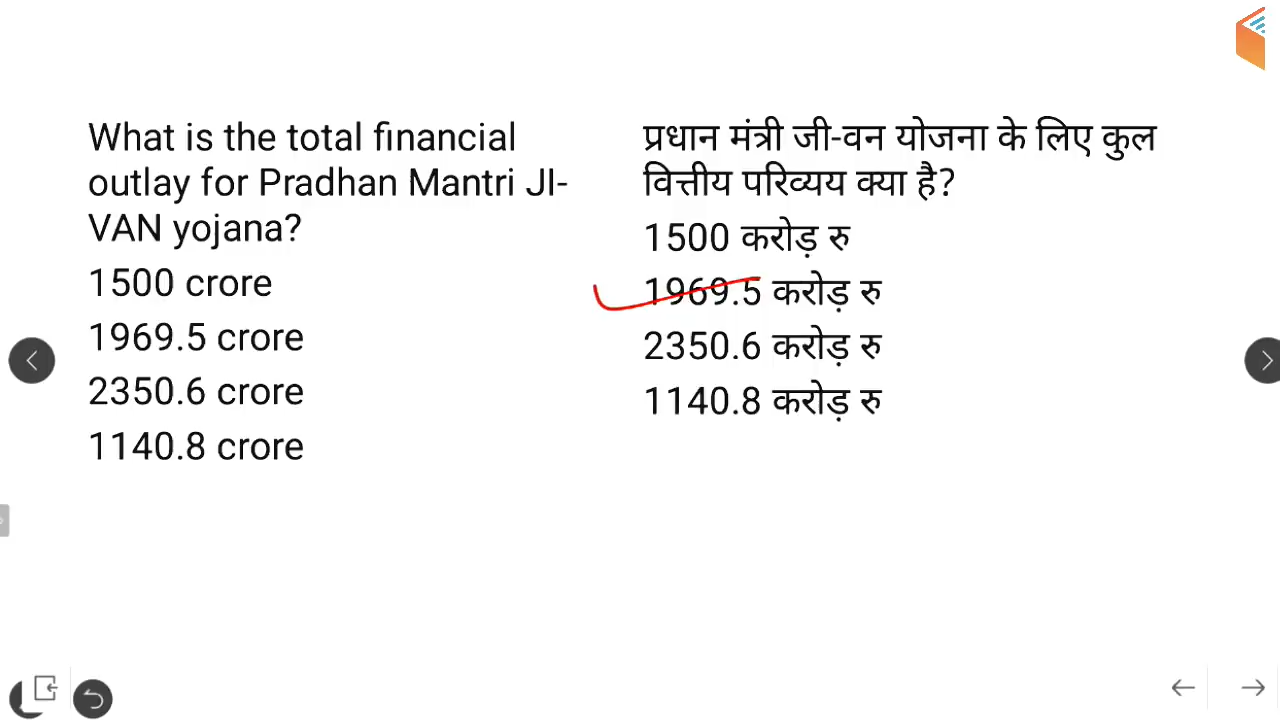 What is the total financial
outlay for Pradhan Mantri JI-
VAN yojana?
1500 crore
1969.5 crore
2350.6 crore
1140.8 crore
प्रधान मंत्री जी-वन योजना के लिए कुल
वित्तीय परिव्यय क्या है?
1500 करोड़ रु
1969.5 करोड़ रु
2350.6 करोड़ रु
1140.8 करोड़ रु